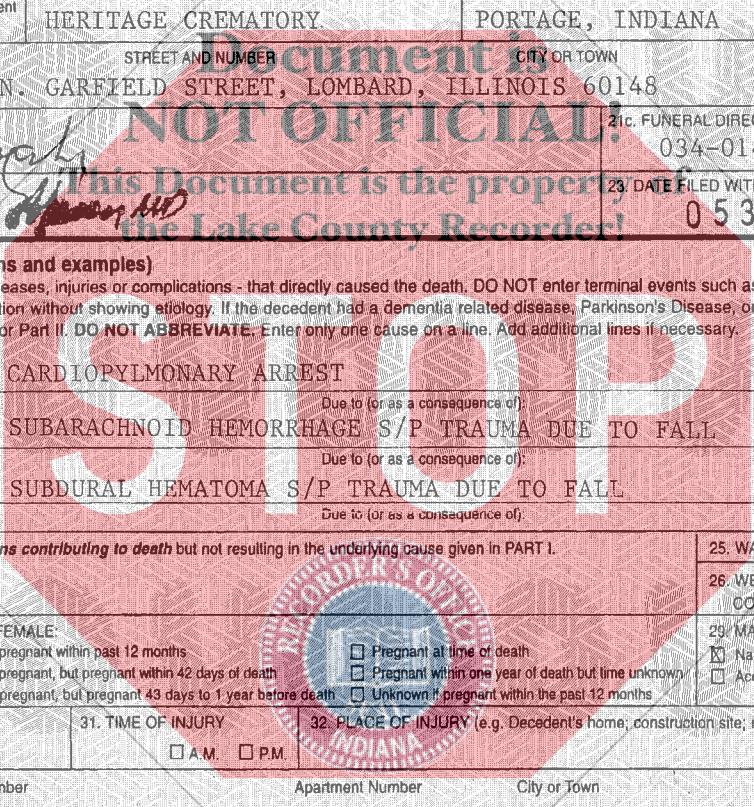 ent
HERITAGE CREMATORY PORTAGE, INDIANA
STREET AND NUMBER CITY OR TOWN
Document is
N. GARFIELD STREET, LOMBARD, ILLINOIS 60148
NOT OFFICIAL!
21c. FUNERAL DIREC
034-014
This Document is the property of
23. DATE FILED WIT
053
the Lake County Recorder!
ns and examples)
eases, injuries or complications - that directly caused the death. DO NOT enter terminal events such as
tion without showing etiology. If the decedent had a dementia related disease, Parkinson's Disease, or
or Part II. DO NOT ABBREVIATE. Enter only one cause on a line. Add additional lines if necessary.
STOP
CARDIOPYLMONARY ARREST
Due to (or as a consequence of):
SUBARACHNOID HEMORRHAGE S/P TRAUMA DUE TO FALL
Due to (or as a consequence of):
SUBDURAL HEMATOMA S/P TRAUMA DUE TO FALL
Due to (or as a consequence of):
ns contributing to death but not resulting in the underlying cause given in PART I.
25. WA
26. WE
CO
RECORDER'S OFFICE
FEMALE:
29. MA
pregnant within past 12 months Pregnant at time of death Na
pregnant, but pregnant within 42 days of death Pregnant within one year of death but time unknown Acc
pregnant, but pregnant 43 days to 1 year before death Unknown if pregnant within the past 12 months
31. TIME OF INJURY 32. PLACE OF INJURY (e.g. Decedent's home; construction site;
INDIANA
A.M. P.M.
mber Apartment Number City or Town